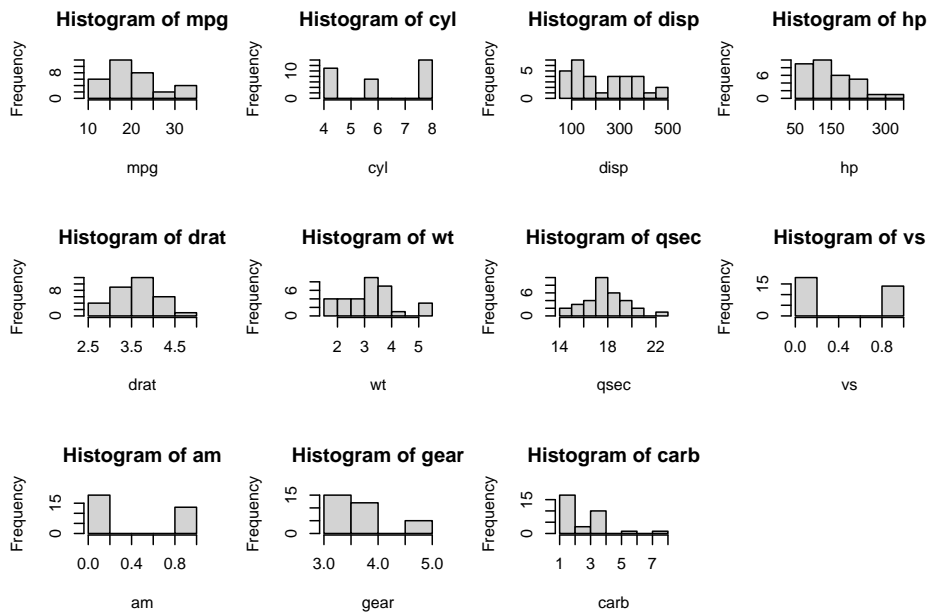 Histogram of mpg
Frequency
0 8
10 20 30
mpg
Histogram of cyl
Frequency
0 10
4 5 6 7 8
cyl
Histogram of disp
Frequency
0 5
100 300 500
disp
Histogram of hp
Frequency
0 6
50 150 300
hp
Histogram of drat
Frequency
0 8
2.5 3.5 4.5
drat
Histogram of wt
Frequency
0 6
2 3 4 5
wt
Histogram of qsec
Frequency
0 6
14 18 22
qsec
Histogram of vs
Frequency
0 15
0.0 0.4 0.8
vs
Histogram of am
Frequency
0 15
0.0 0.4 0.8
am
Histogram of gear
Frequency
0 15
3.0 4.0 5.0
gear
Histogram of carb
Frequency
0 15
1 3 5 7
carb